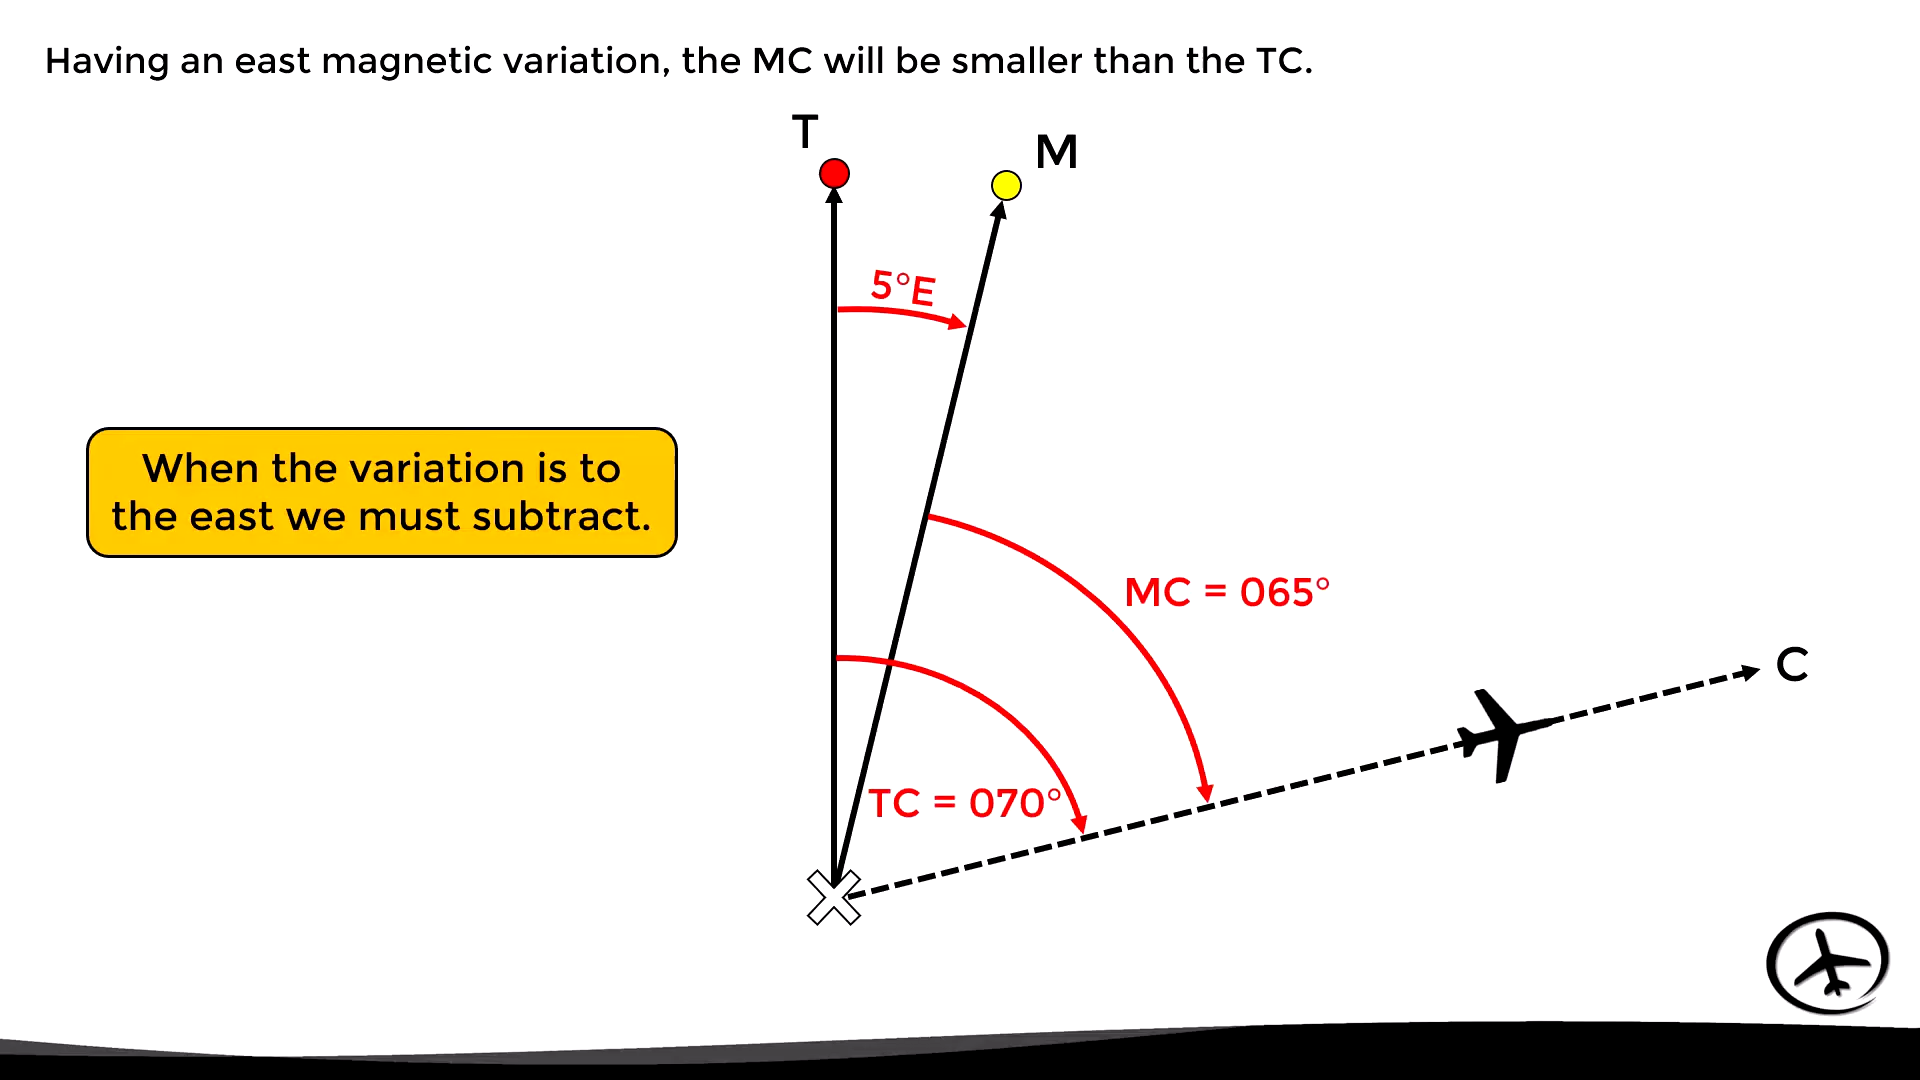 Having an east magnetic variation, the MC will be smaller than the TC.
T
M
5°E
When the variation is to
the east we must subtract.
MC = 065°
C
TC = 070°